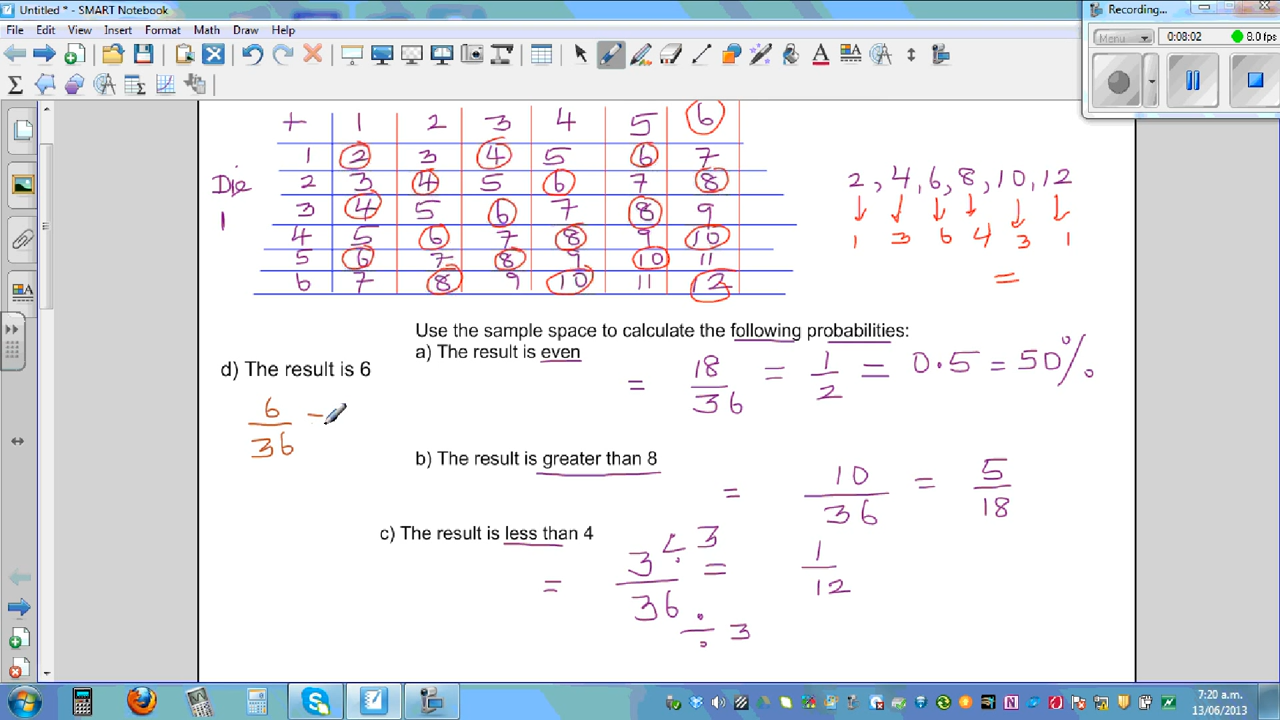 Untitled * - SMART Notebook
Recording...
File Edit View Insert Format Math Draw Help
Menu 0:08:02 8.0 fps
+ 1 2 3 4 5 6
1 2 3 4 5 6 7
Die 2 3 4 5 6 7 8
1 3 4 5 6 7 8 9
4 5 6 7 8 9 10
5 6 7 8 9 10 11
6 7 8 9 10 11 12
2, 4, 6, 8, 10, 12
↓ ↓ ↓ ↓ ↓ ↓
1 3 6 4 3 1
=
Use the sample space to calculate the following probabilities:
a) The result is even
= 18/36 = 1/2 = 0.5 = 50%
d) The result is 6
6/36 -
b) The result is greater than 8
= 10/36 = 5/18
c) The result is less than 4
= 3/36 ÷ 3 ÷ 3 = 1/12
7:20 a.m.
13/06/2013